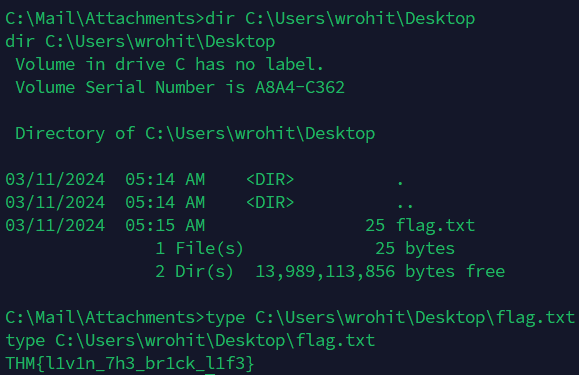 C:\Mail\Attachments>dir C:\Users\wrohit\Desktop
dir C:\Users\wrohit\Desktop
 Volume in drive C has no label.
 Volume Serial Number is A8A4-C362

 Directory of C:\Users\wrohit\Desktop

03/11/2024  05:14 AM    <DIR>          .
03/11/2024  05:14 AM    <DIR>          ..
03/11/2024  05:15 AM                25 flag.txt
               1 File(s)             25 bytes
               2 Dir(s)  13,989,113,856 bytes free

C:\Mail\Attachments>type C:\Users\wrohit\Desktop\flag.txt
type C:\Users\wrohit\Desktop\flag.txt
THM{l1v1n_7h3_br1ck_l1f3}